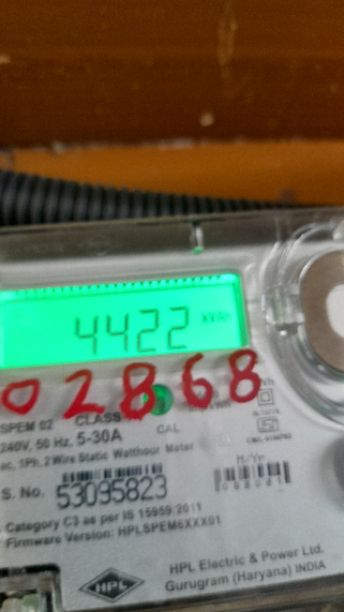 4422 kWh
02868
SPEM 02 CLASS
CAL
240V, 50 Hz, 5-30A
ac, 1Ph, 2 Wire Static Watthour Meter
S. No. 53095823
Category C3 as per IS 15959:2011
Firmware Version: HPLSPEM6XXX01
HPL
HPL Electric & Power Ltd.
Gurugram (Haryana) INDIA